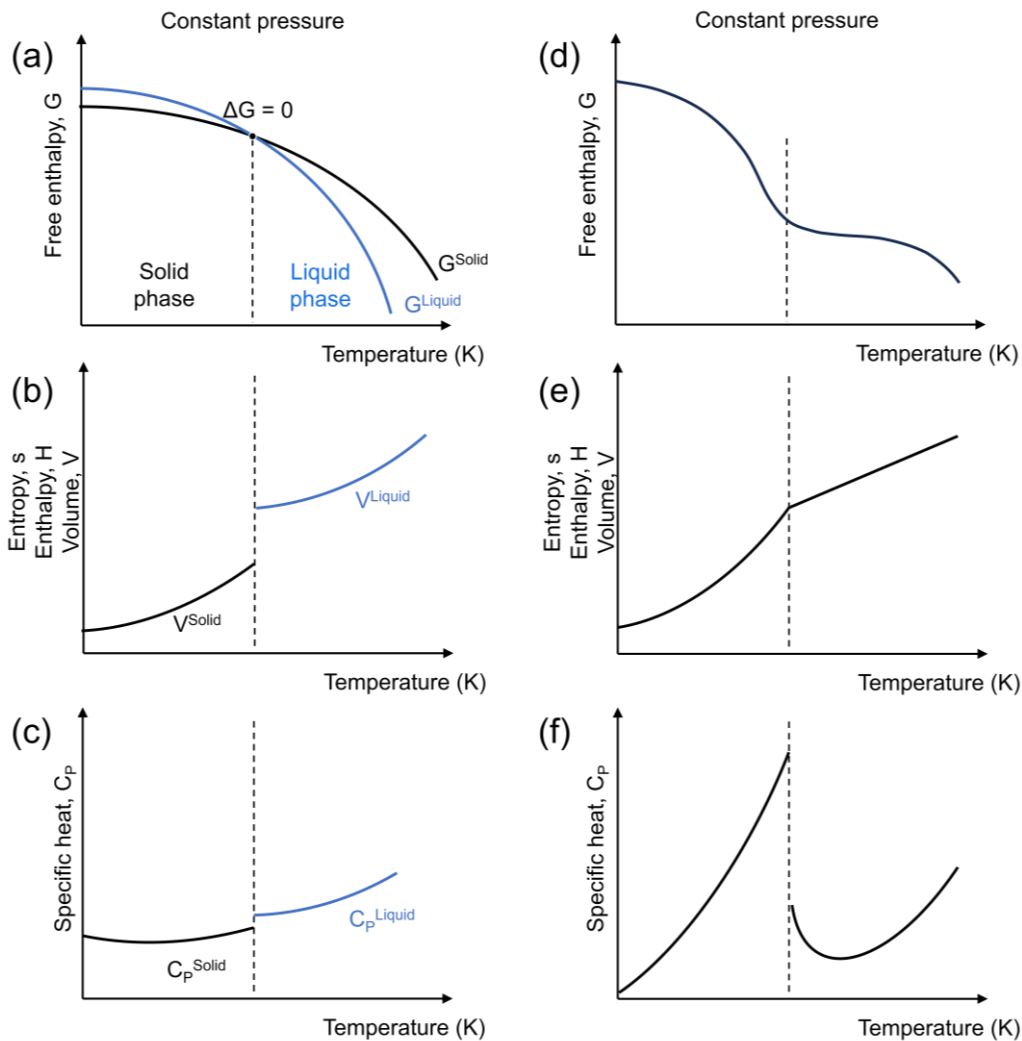 Constant pressure
(a)
Free enthalpy, G
ΔG = 0
Solid
phase
Liquid
phase
G^Solid
G^Liquid
Temperature (K)
Constant pressure
(d)
Free enthalpy, G
Temperature (K)
(b)
Entropy, s
Enthalpy, H
Volume, V
V^Liquid
V^Solid
Temperature (K)
(e)
Entropy, s
Enthalpy, H
Volume, V
Temperature (K)
(c)
Specific heat, C_P
C_P^Liquid
C_P^Solid
Temperature (K)
(f)
Specific heat, C_P
Temperature (K)